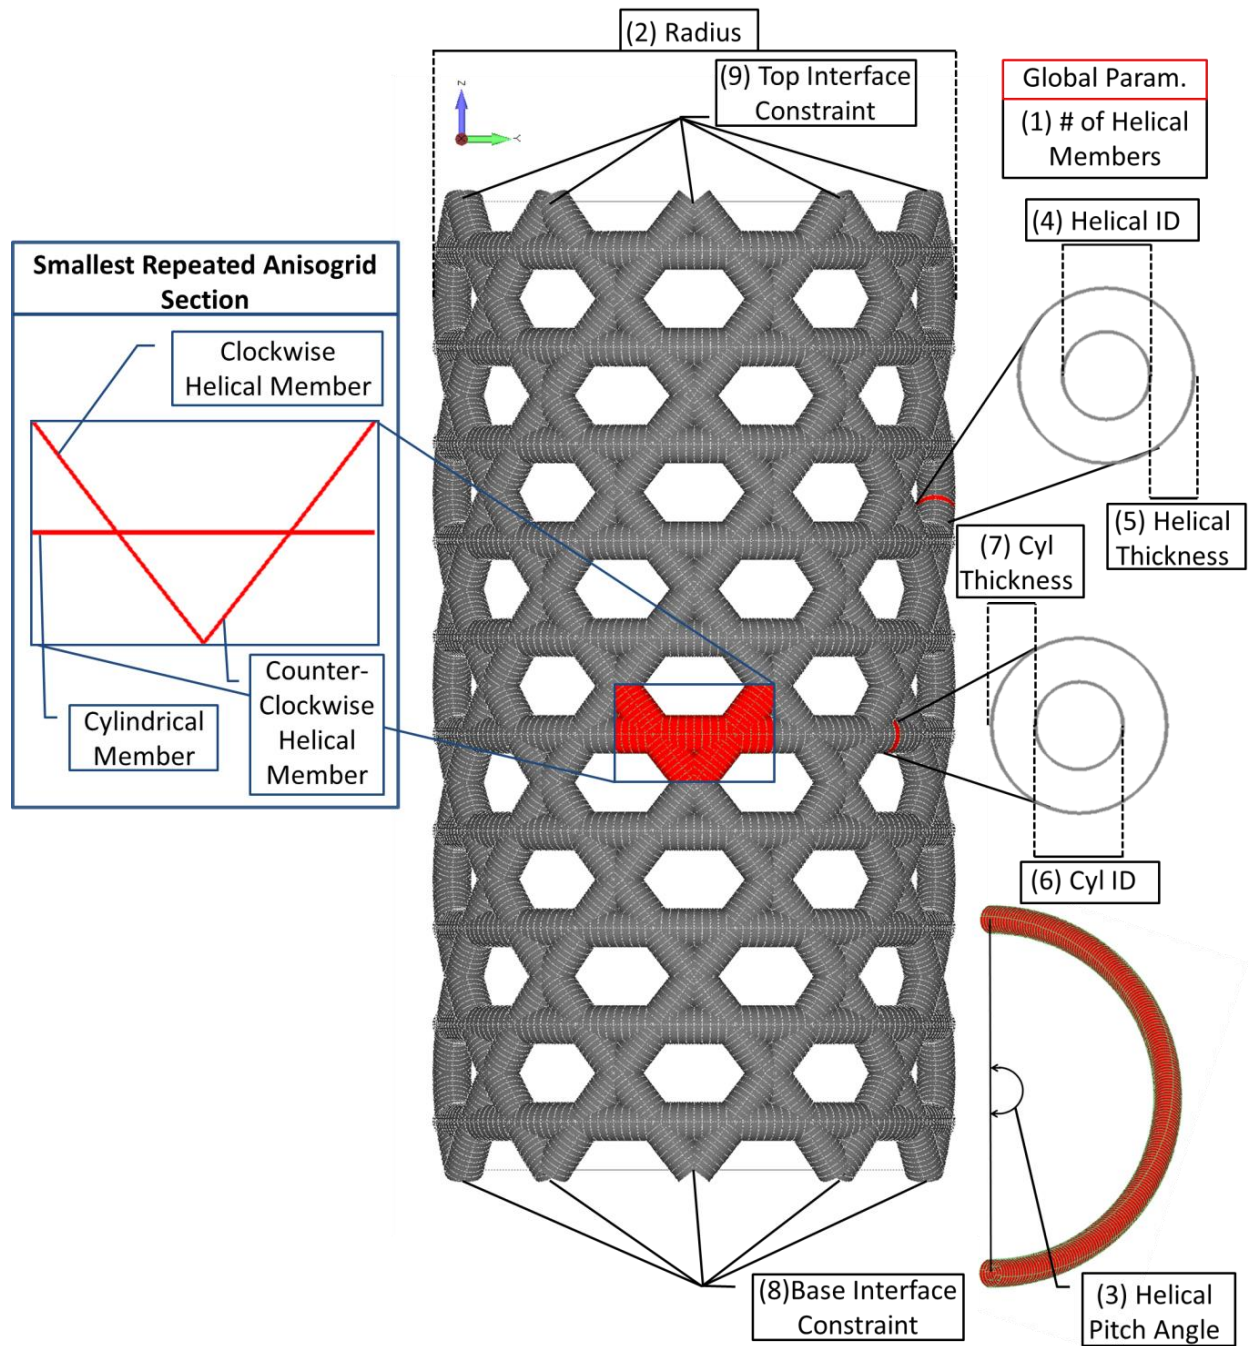 (2) Radius
(9) Top Interface
Constraint
Z
Y
Global Param.
(1) # of Helical
Members
(4) Helical ID
(5) Helical
Thickness
(7) Cyl
Thickness
(6) Cyl ID
(3) Helical
Pitch Angle
(8)Base Interface
Constraint
Smallest Repeated Anisogrid
Section
Clockwise
Helical Member
Counter-
Clockwise
Helical
Member
Cylindrical
Member